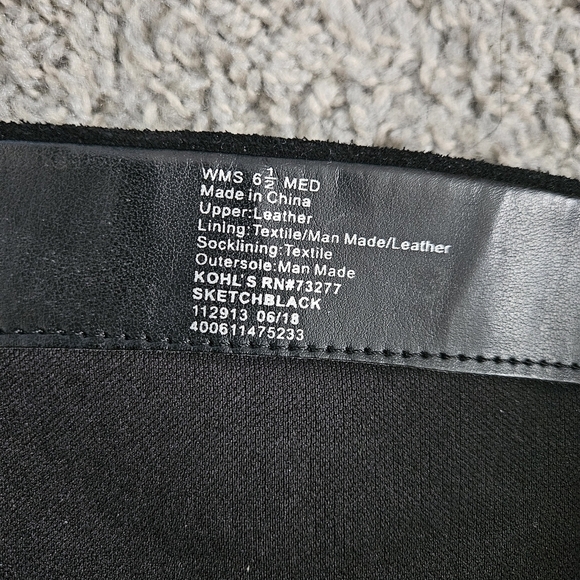 WMS 6½ MED
Made in China
Upper:Leather
Lining:Textile/Man Made/Leather
Socklining:Textile
Outersole:Man Made
KOHL'S RN#73277
SKETCHBLACK
112913 06/18
400611475233